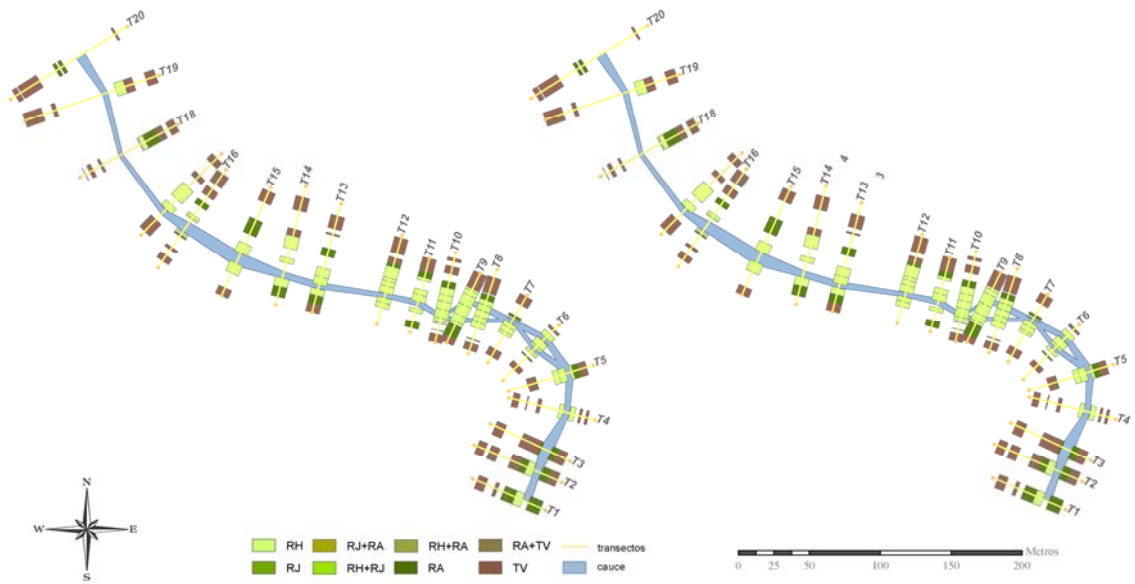 T20
T19
T18
T16
T15
T14
T13
T12
T11
T10
T9
T8
T7
T6
T5
T4
T3
T2
T1
T20
T19
T18
T16
T15
T14
4
T13
3
T12
T11
T10
T9
T8
T7
T6
T5
T4
T3
T2
T1
N
W E
S
RH RJ+RA RH+RA RA+TV transectos
RJ RH+RJ RA TV cauce
Metros
0 25 50 100 150 200